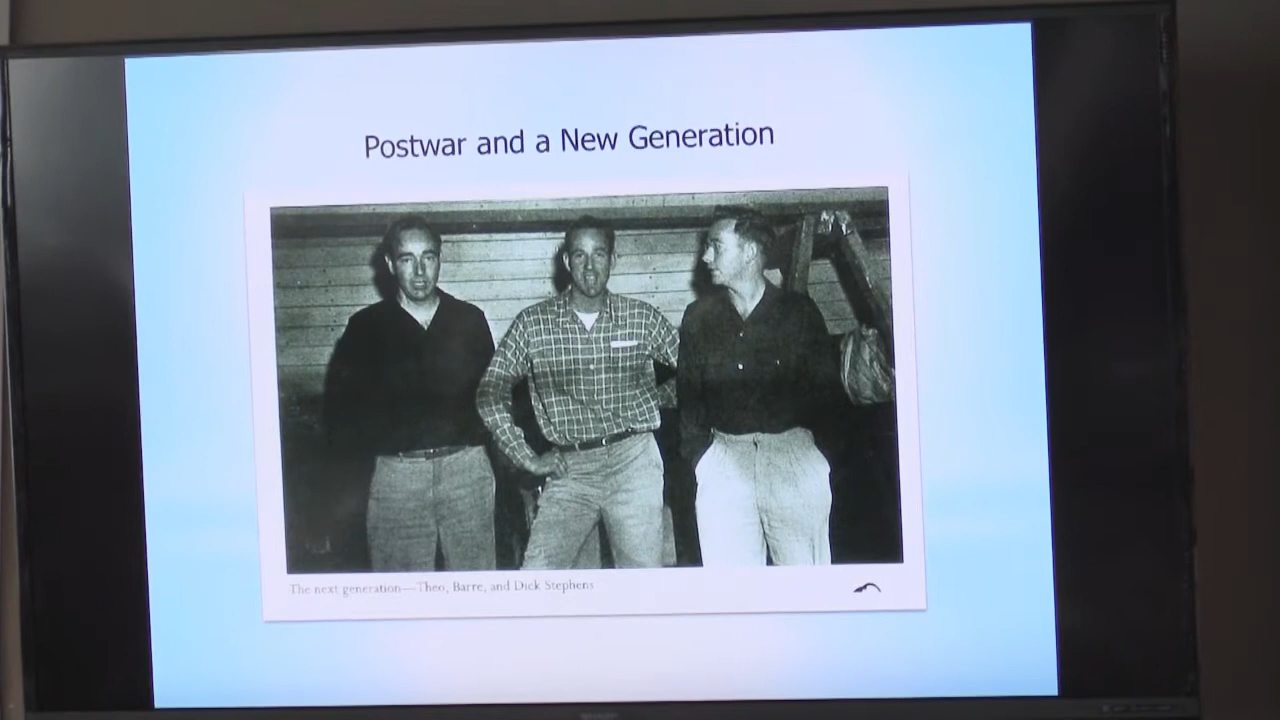 Postwar and a New Generation
The next generation—Theo, Barre, and Dick Stephens